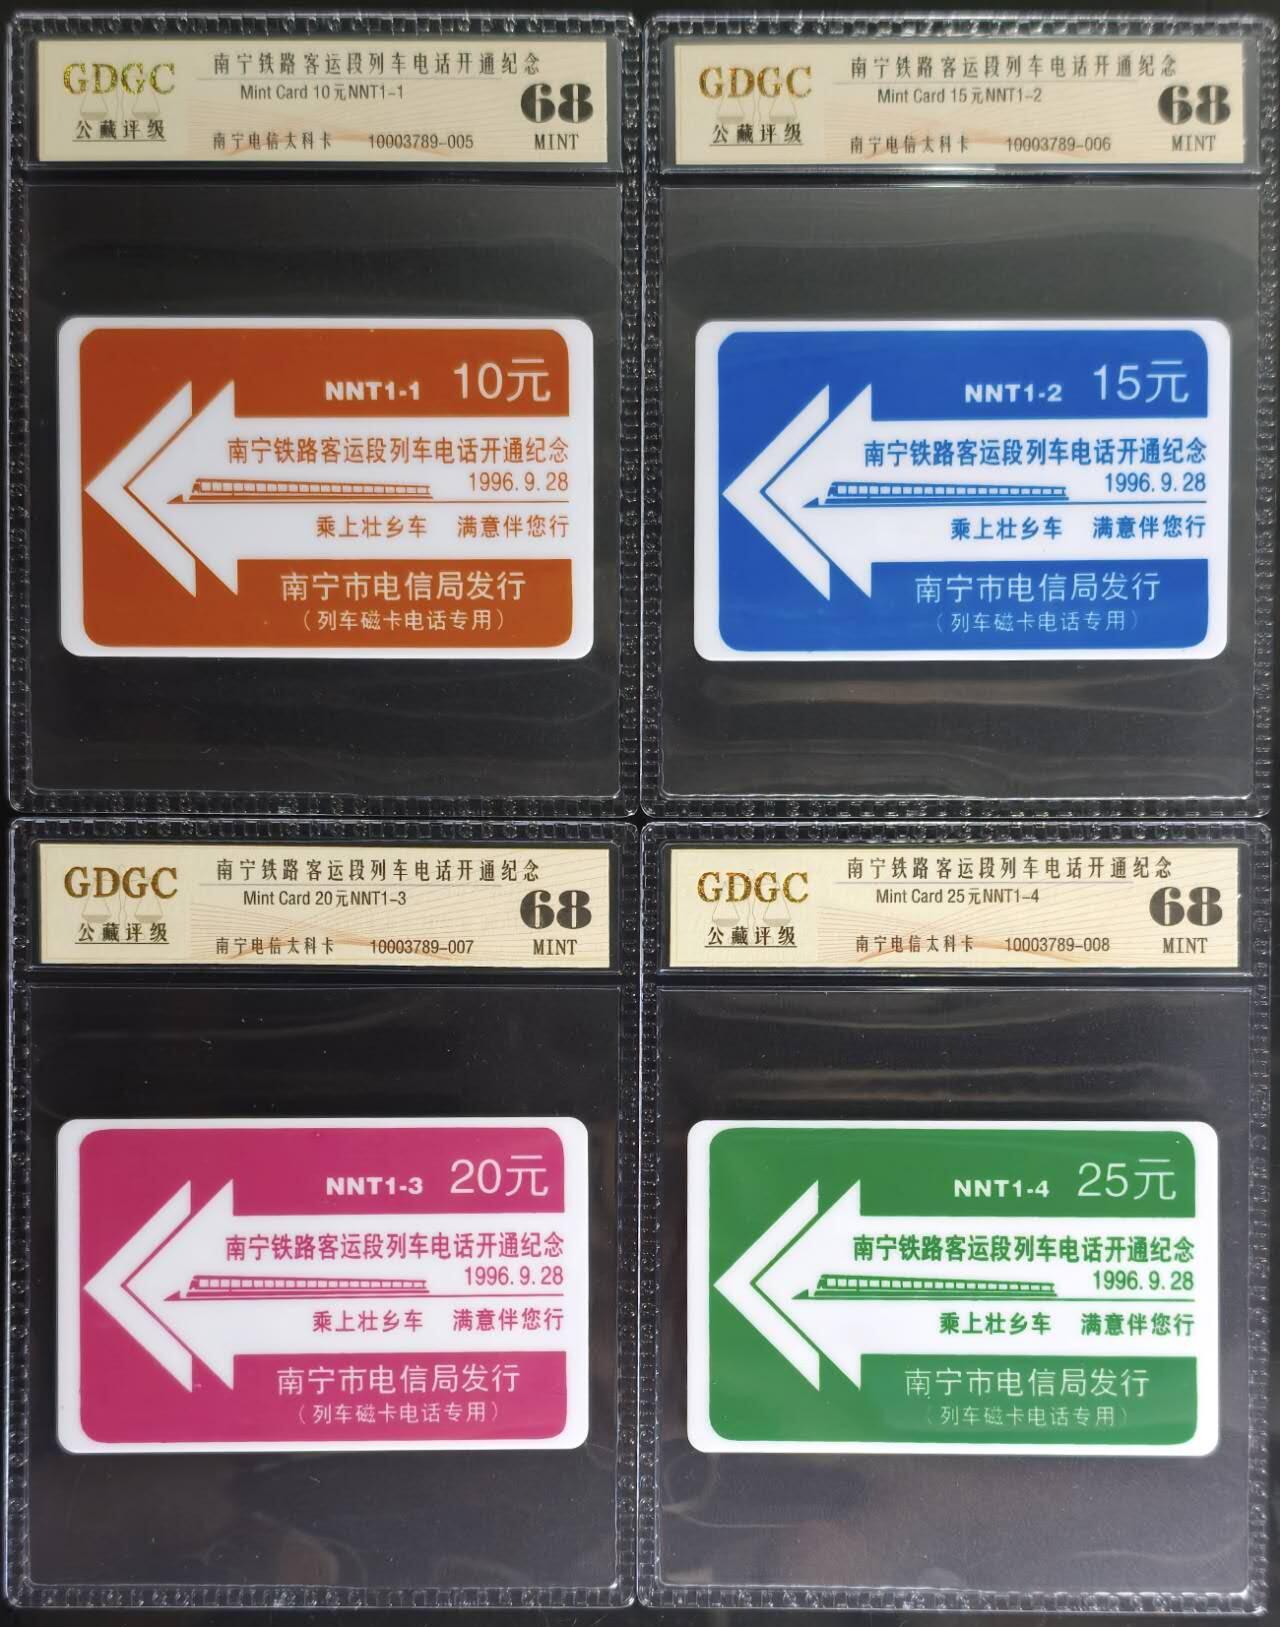 GDGC
公藏评级
南宁铁路客运段列车电话开通纪念
Mint Card 10元NNT1-1
南宁电信太科卡 10003789-005
68
MINT
NNT1-1 10元
南宁铁路客运段列车电话开通纪念
1996.9.28
乘上壮乡车 满意伴您行
南宁市电信局发行
(列车磁卡电话专用)
GDGC
公藏评级
南宁铁路客运段列车电话开通纪念
Mint Card 15元NNT1-2
南宁电信太科卡 10003789-006
68
MINT
NNT1-2 15元
南宁铁路客运段列车电话开通纪念
1996.9.28
乘上壮乡车 满意伴您行
南宁市电信局发行
(列车磁卡电话专用)
GDGC
公藏评级
南宁铁路客运段列车电话开通纪念
Mint Card 20元NNT1-3
南宁电信太科卡 10003789-007
68
MINT
NNT1-3 20元
南宁铁路客运段列车电话开通纪念
1996.9.28
乘上壮乡车 满意伴您行
南宁市电信局发行
(列车磁卡电话专用)
GDGC
公藏评级
南宁铁路客运段列车电话开通纪念
Mint Card 25元NNT1-4
南宁电信太科卡 10003789-008
68
MINT
NNT1-4 25元
南宁铁路客运段列车电话开通纪念
1996.9.28
乘上壮乡车 满意伴您行
南宁市电信局发行
(列车磁卡电话专用)